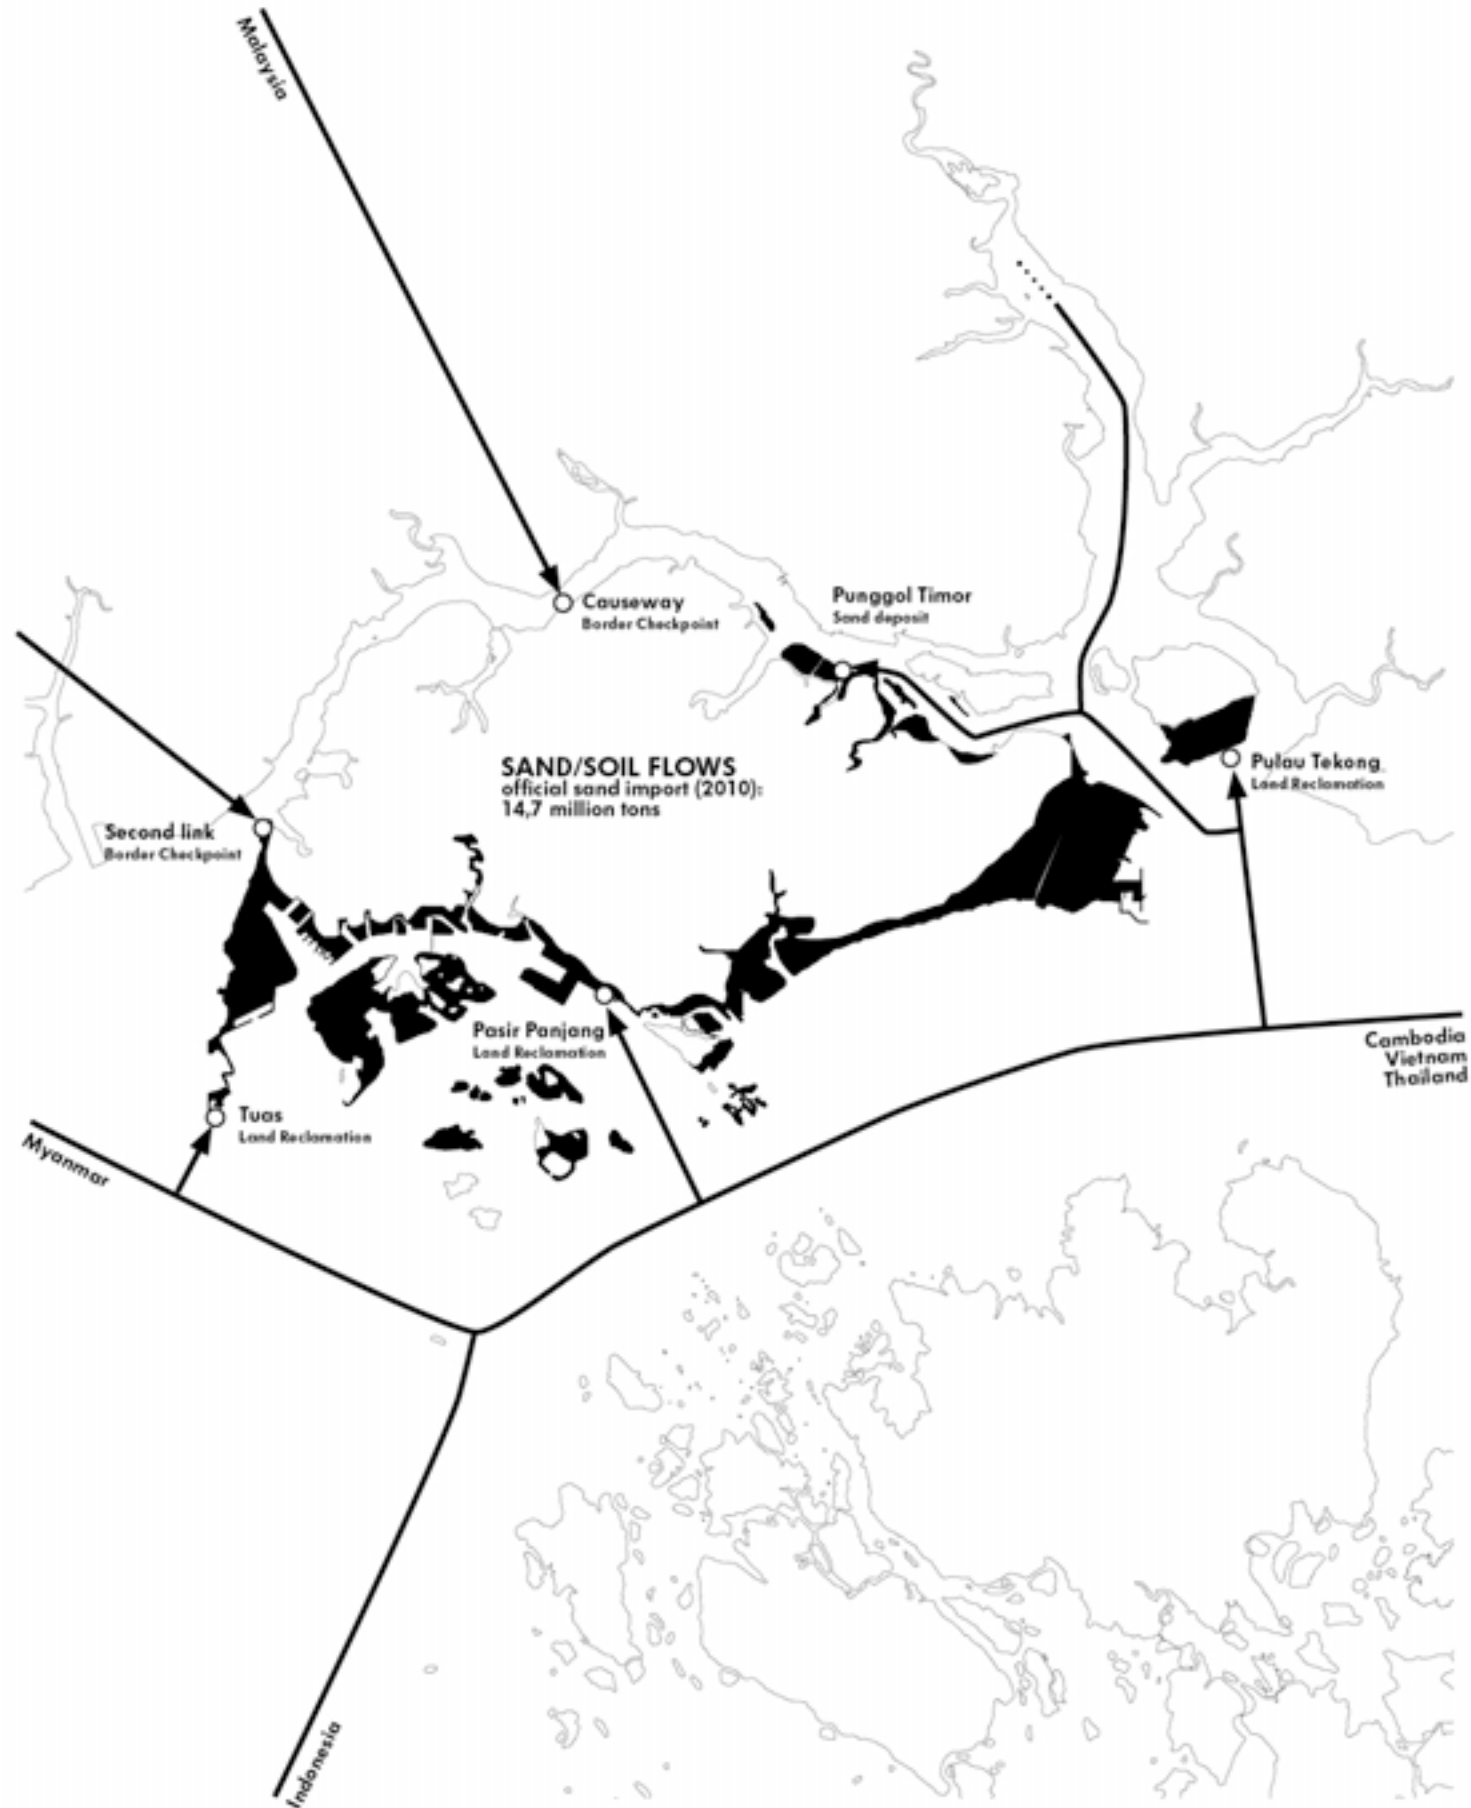 Malaysia
Causeway
Border Checkpoint
Punggol Timor
Sand deposit
SAND/SOIL FLOWS
official sand import (2010):
14,7 million tons
Pulau Tekong
Land Reclamation
Second link
Border Checkpoint
Pasir Panjang
Land Reclamation
Cambodia
Vietnam
Thailand
Tuas
Land Reclamation
Myanmar
Indonesia